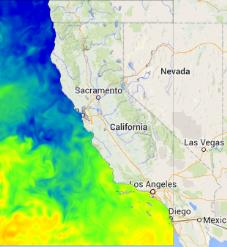 Nevada
Sacramento
California
Las Vegas
Los Angeles
Diego
Mexic